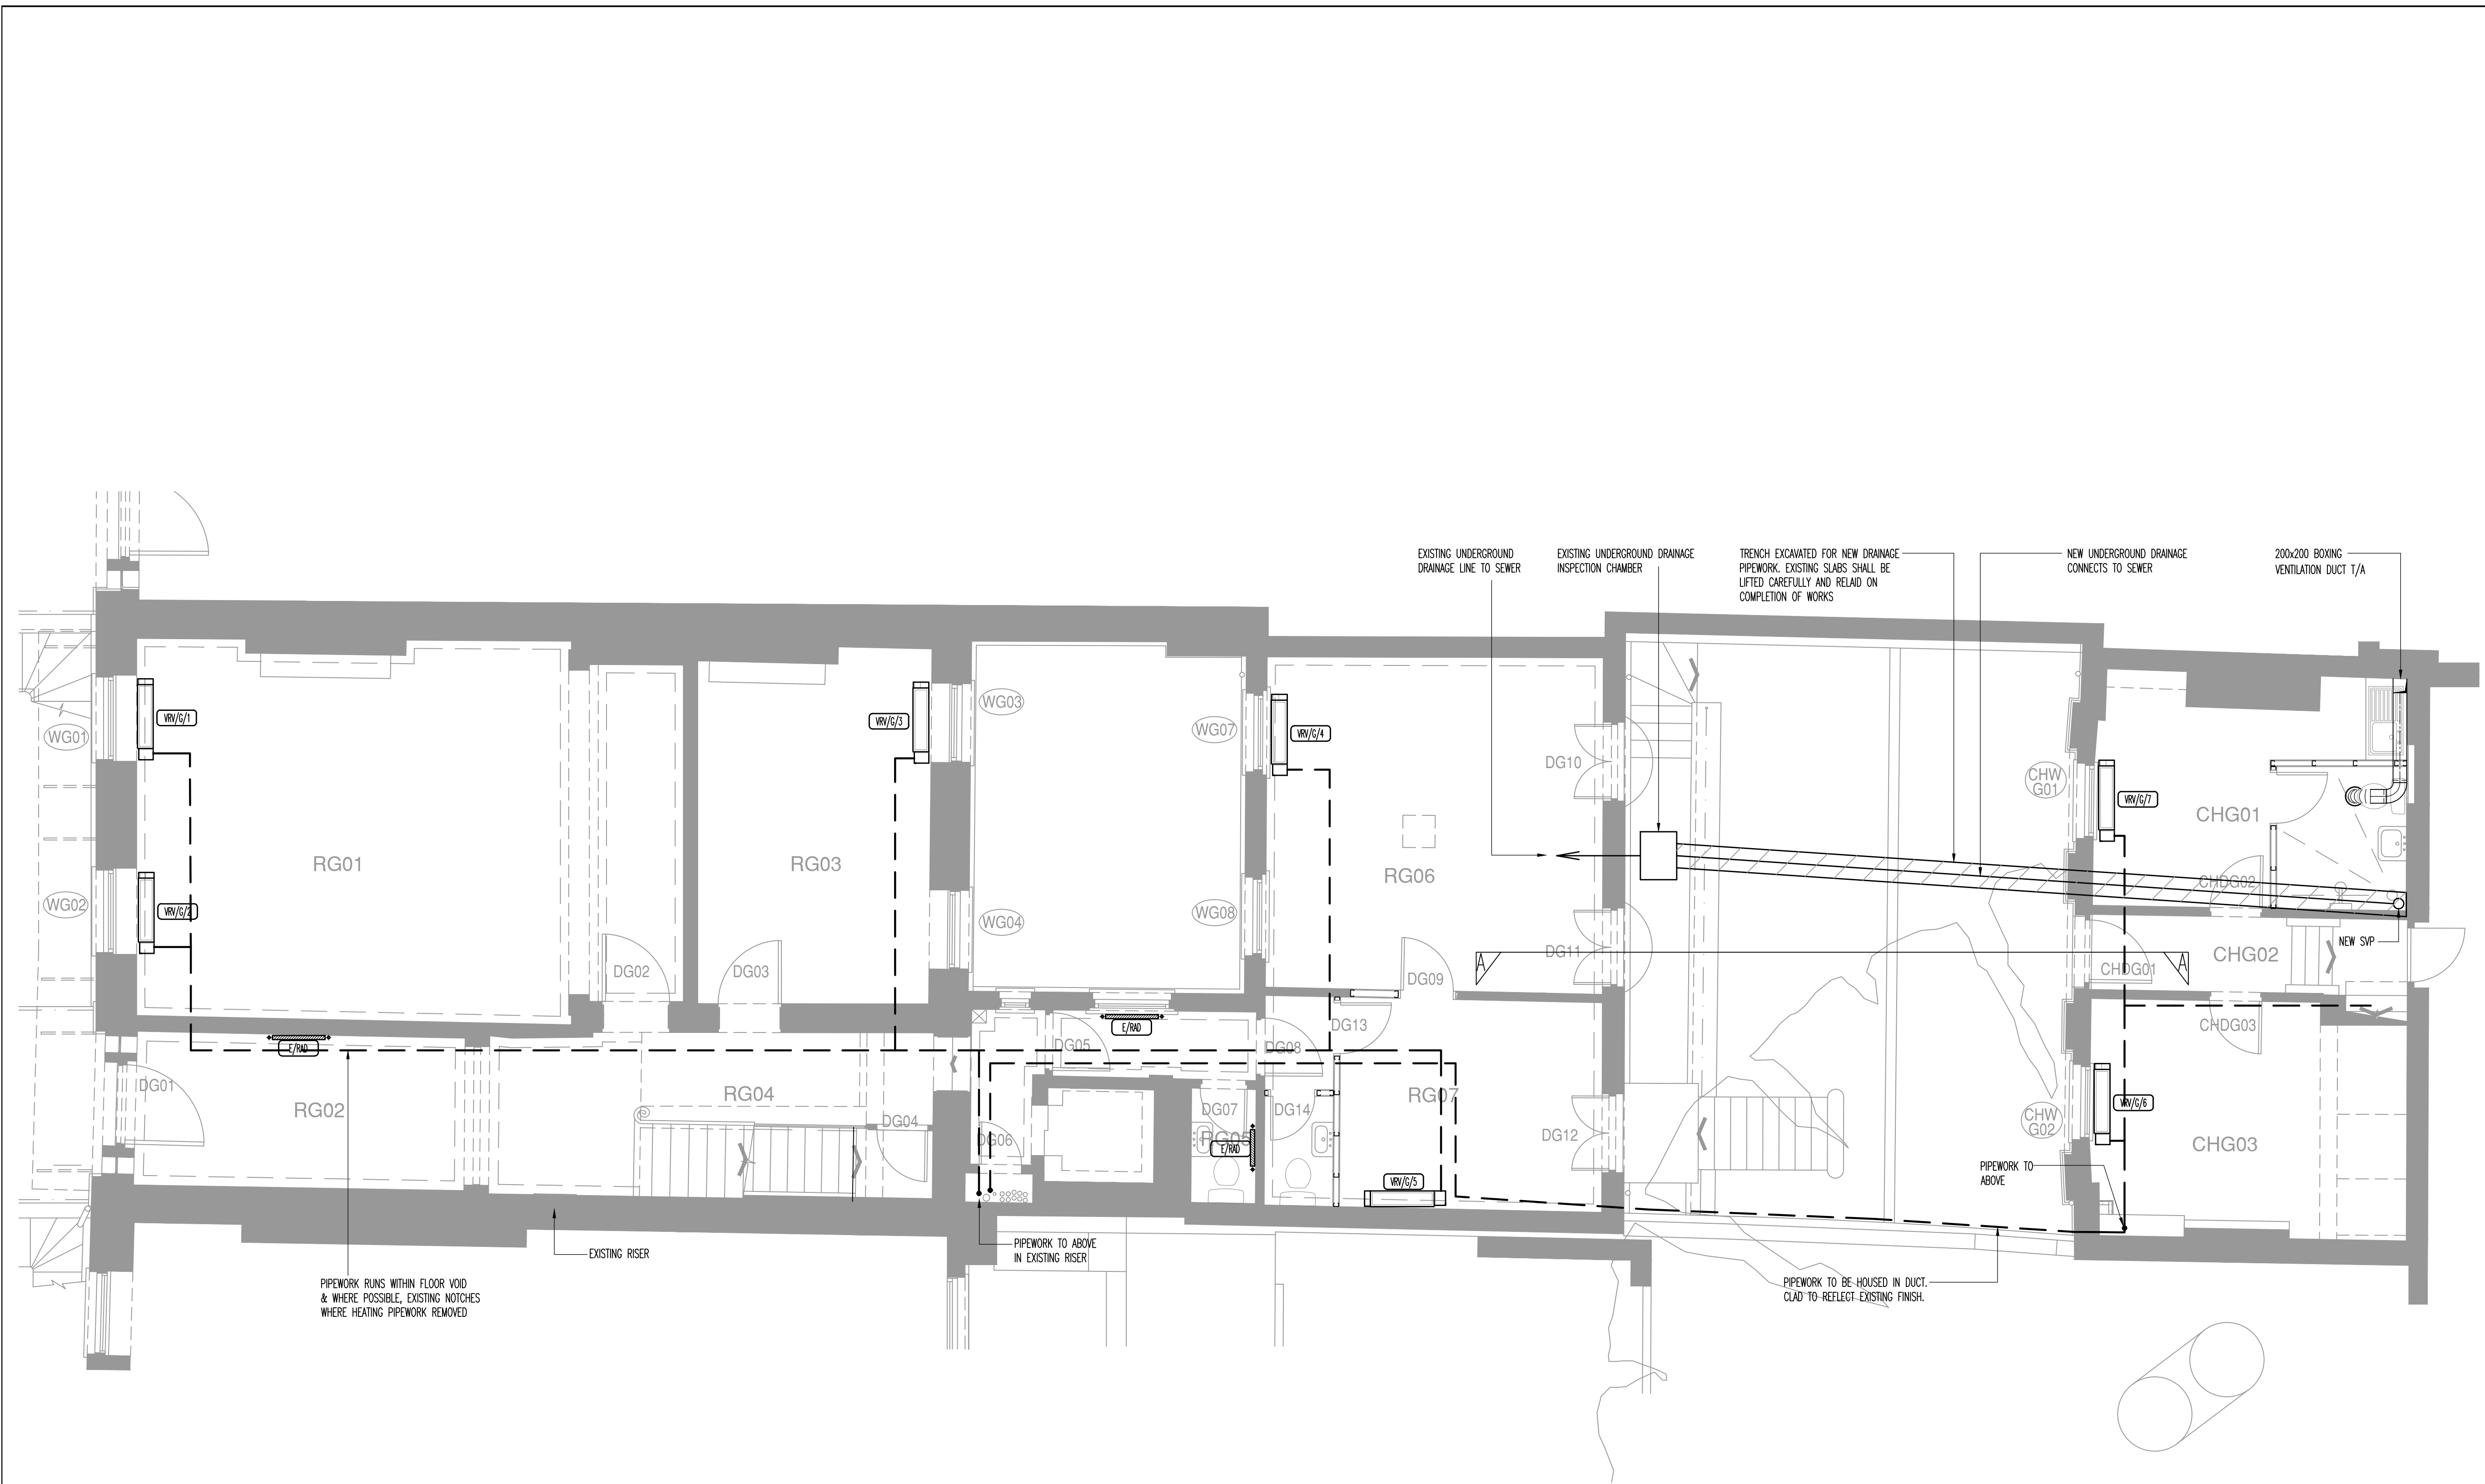 EXISTING UNDERGROUND
DRAINAGE LINE TO SEWER
EXISTING UNDERGROUND DRAINAGE
INSPECTION CHAMBER
TRENCH EXCAVATED FOR NEW DRAINAGE
PIPEWORK. EXISTING SLABS SHALL BE
LIFTED CAREFULLY AND RELAID ON
COMPLETION OF WORKS
NEW UNDERGROUND DRAINAGE
CONNECTS TO SEWER
200x200 BOXING
VENTILATION DUCT T/A
WG01
VRV/G/1
VRV/G/3
WG03
WG07
VRV/G/4
DG10
CHW
G01
VRV/G/7
CHG01
RG01
RG03
RG06
WG02
VRV/G/2
WG04
WG08
CHDG02
NEW SVP
DG02
DG03
DG09
DG11
A
A
CHDG01
CHG02
E/RAD
E/RAD
DG05
DG08
DG13
CHDG03
DG01
RG02
RG04
DG04
DG06
DG07
RG05
E/RAD
DG14
RG07
DG12
CHW
G02
VRV/G/6
CHG03
VRV/G/5
PIPEWORK TO
ABOVE
EXISTING RISER
PIPEWORK TO ABOVE
IN EXISTING RISER
PIPEWORK RUNS WITHIN FLOOR VOID
& WHERE POSSIBLE, EXISTING NOTCHES
WHERE HEATING PIPEWORK REMOVED
PIPEWORK TO BE HOUSED IN DUCT.
CLAD TO REFLECT EXISTING FINISH.